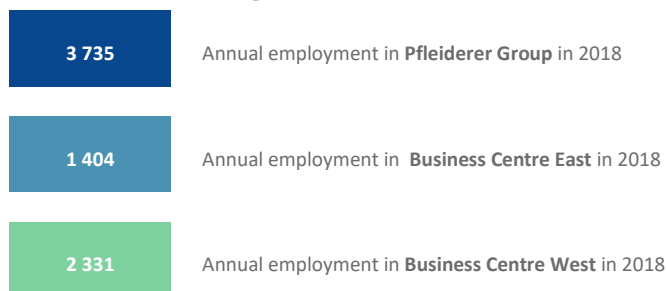 3 735 Annual employment in Pfleiderer Group in 2018
1 404 Annual employment in Business Centre East in 2018
2 331 Annual employment in Business Centre West in 2018